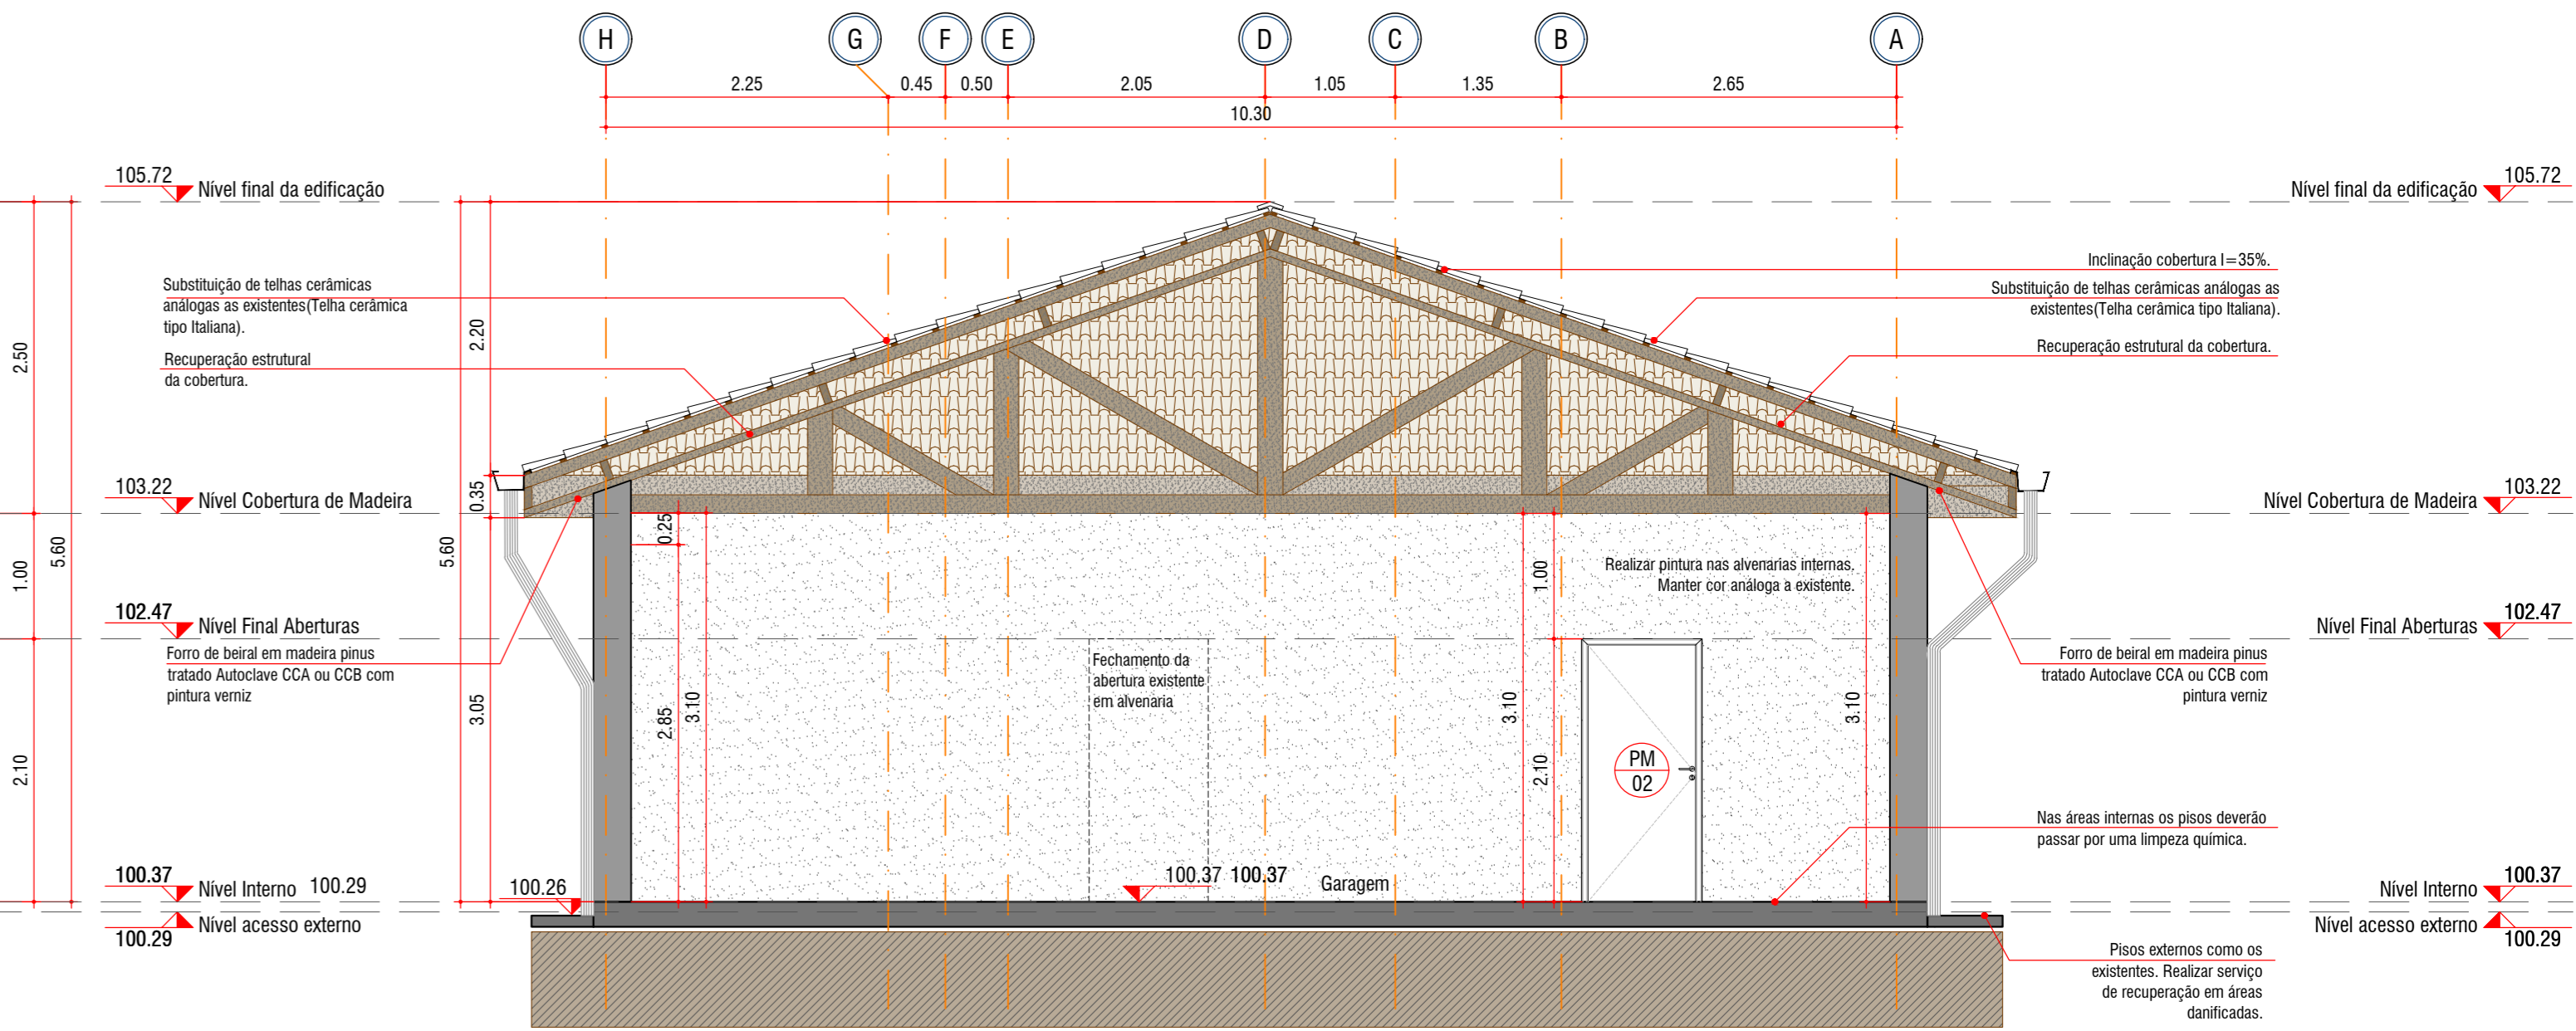 H G F E D C B A
2.25 0.45 0.50 2.05 1.05 1.35 2.65
10.30
105.72
Nível final da edificação
Substituição de telhas cerâmicas
análogas as existentes(Telha cerâmica
tipo Italiana).
Recuperação estrutural
da cobertura.
103.22
Nível Cobertura de Madeira
102.47
Nível Final Aberturas
Forro de beiral em madeira pinus
tratado Autoclave CCA ou CCB com
pintura verniz
100.37
Nível Interno 100.29
Nível acesso externo
100.29
2.50
1.00
2.10
5.60
5.60
2.20
0.35
3.05
100.26
0.25
2.85
3.10
Fechamento da
abertura existente
em alvenaria
100.37 100.37
Garagem
Realizar pintura nas alvenarias internas.
Manter cor análoga a existente.
3.10
1.00
2.10
PM
02
3.10
105.72
Nível final da edificação
Inclinação cobertura I=35%.
Substituição de telhas cerâmicas análogas as
existentes(Telha cerâmica tipo Italiana).
Recuperação estrutural da cobertura.
103.22
Nível Cobertura de Madeira
102.47
Nível Final Aberturas
Forro de beiral em madeira pinus
tratado Autoclave CCA ou CCB com
pintura verniz
Nas áreas internas os pisos deverão
passar por uma limpeza química.
100.37
Nível Interno
Nível acesso externo
100.29
Pisos externos como os
existentes. Realizar serviço
de recuperação em áreas
danificadas.